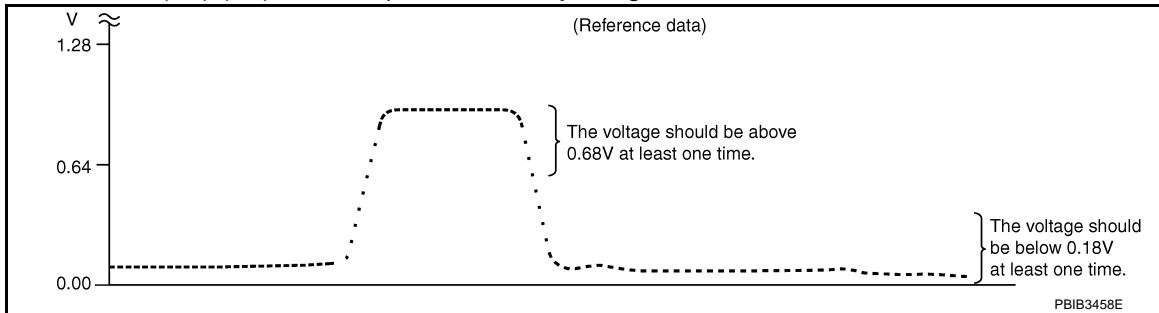 V
(Reference data)
1.28
The voltage should be above
0.68V at least one time.
0.64
The voltage should
be below 0.18V
at least one time.
0.00
PBIB3458E